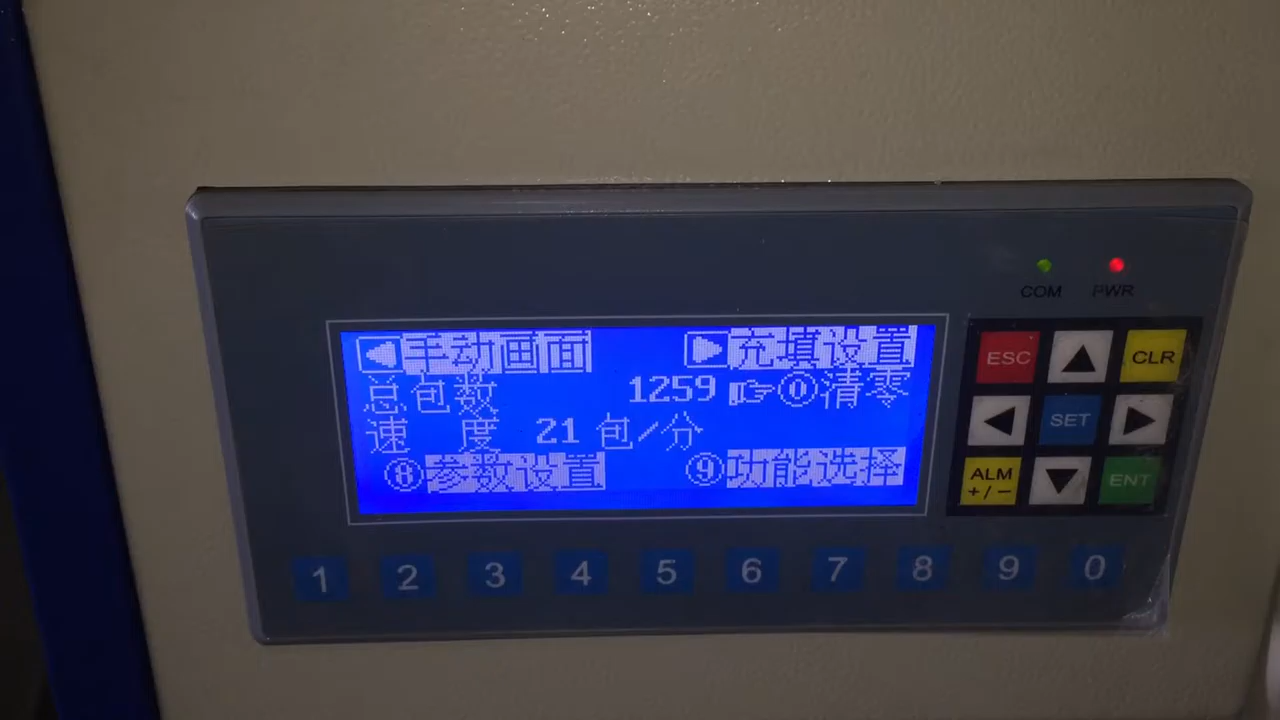 COM PWR
◀手动画面 ▶充填设置
总包数 1259 ☞⓪清零
速 度 21 包/分
⑧参数设置 ⑨功能选择
ESC ▲ CLR
◀ SET ▶
ALM +/- ▼ ENT
1 2 3 4 5 6 7 8 9 0